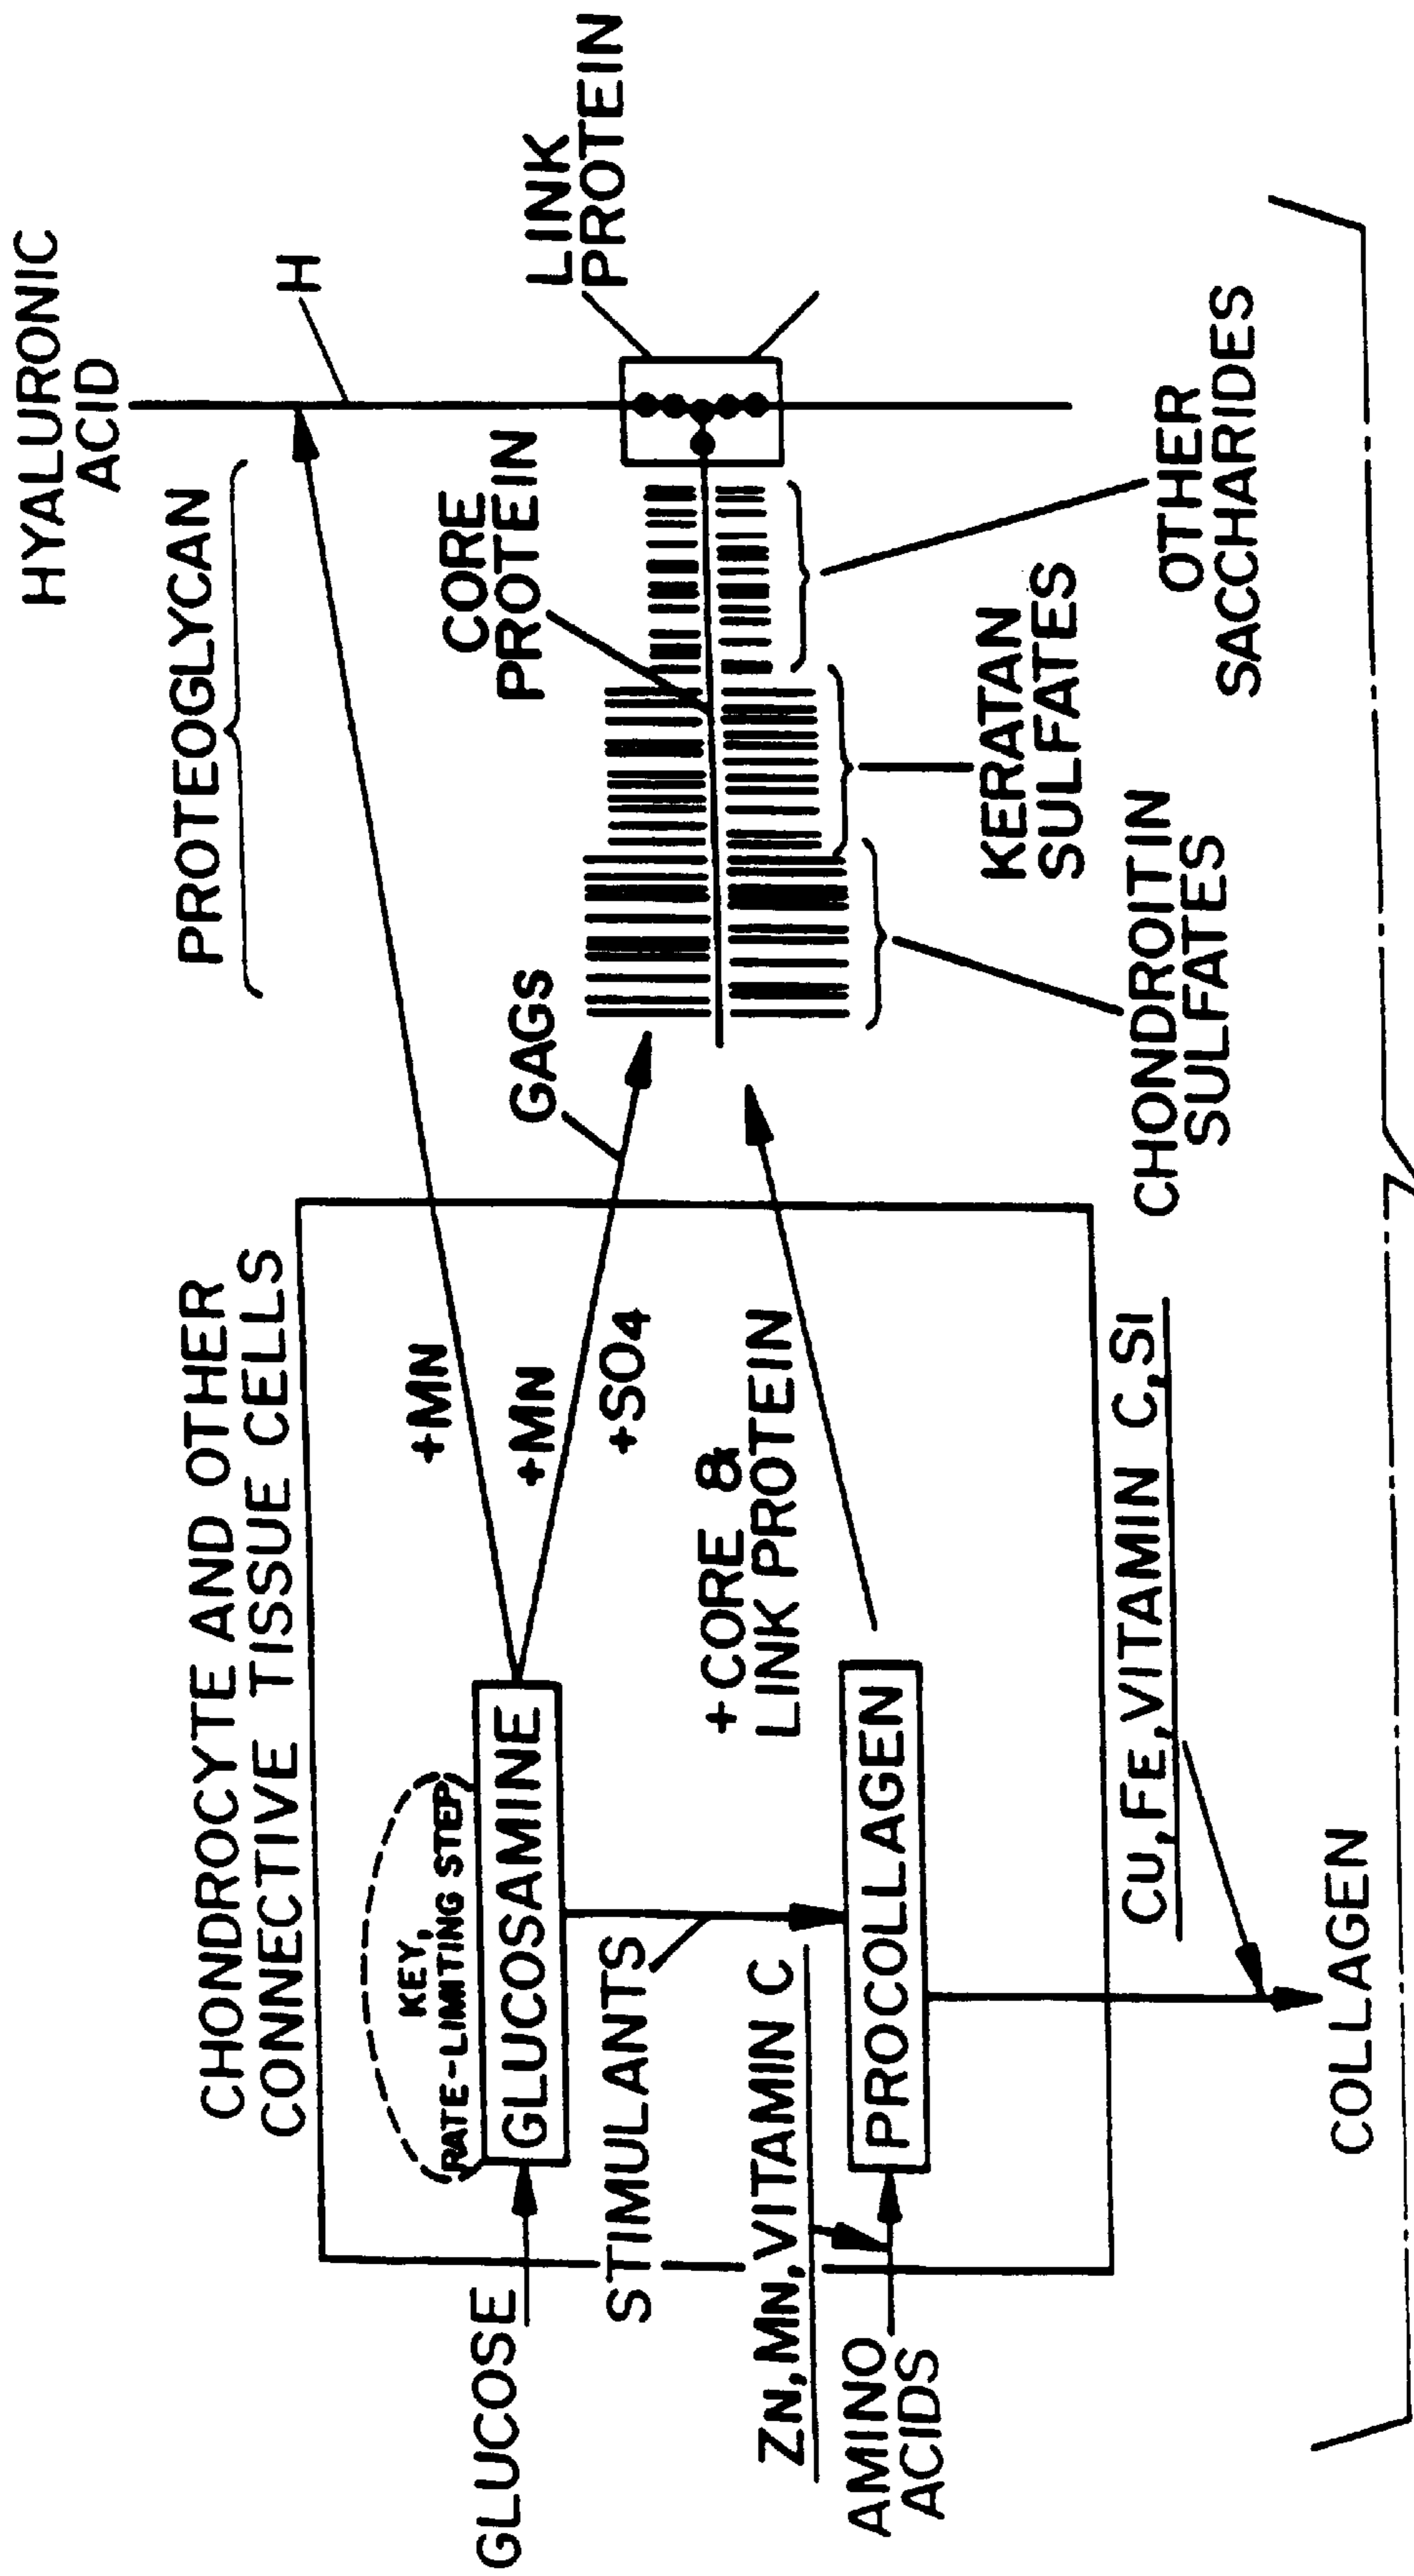 HYALURONIC
ACID
PROTEOGLYCAN
H
CHONDROCYTE AND OTHER
CONNECTIVE TISSUE CELLS
LINK
PROTEIN
CORE
PROTEIN
GAGS
+MN
+MN
+SO4
KEY,
RATE-LIMITING STEP
GLUCOSE
GLUCOSAMINE
STIMULANTS
+CORE &
LINK PROTEIN
ZN,MN,VITAMIN C
AMINO
ACIDS
PROCOLLAGEN
KERATAN
SULFATES
OTHER
SACCHARIDES
CHONDROITIN
SULFATES
CU,FE,VITAMIN C,SI
COLLAGEN